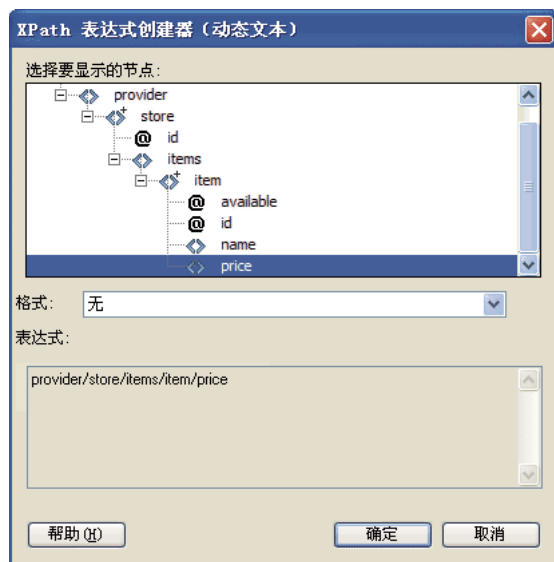 XPath 表达式创建器（动态文本）
选择要显示的节点:
provider
store
@ id
items
item
@ available
@ id
name
price
格式: 无
表达式:
provider/store/items/item/price
帮助(H) 确定 取消